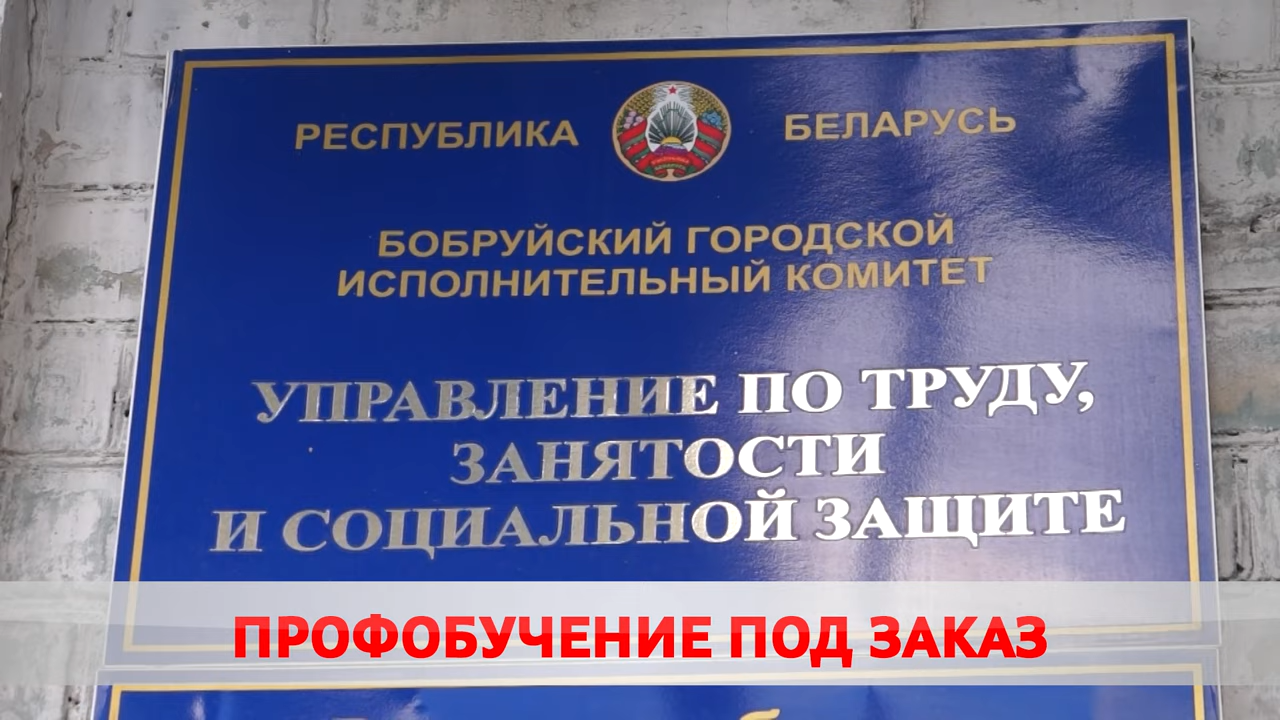 РЕСПУБЛИКА БЕЛАРУСЬ
БОБРУЙСКИЙ ГОРОДСКОЙ
ИСПОЛНИТЕЛЬНЫЙ КОМИТЕТ
УПРАВЛЕНИЕ ПО ТРУДУ,
ЗАНЯТОСТИ
И СОЦИАЛЬНОЙ ЗАЩИТЕ
ПРОФОБУЧЕНИЕ ПОД ЗАКАЗ